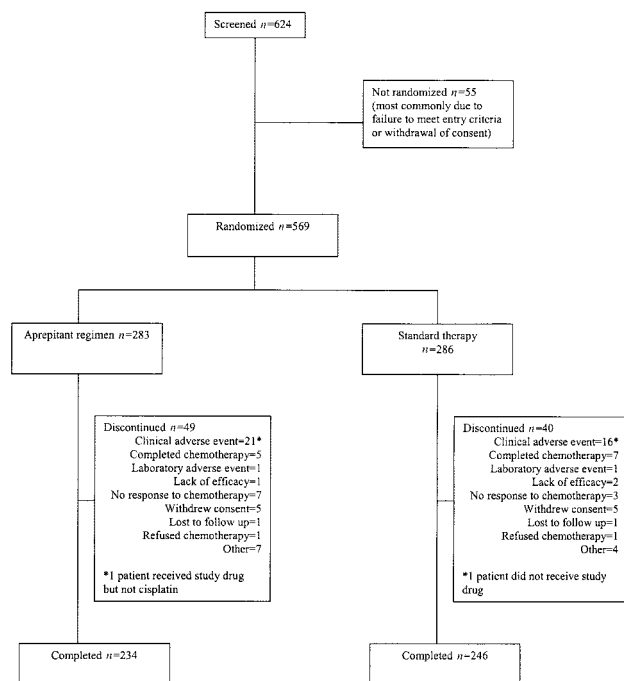 Screened n=624
Not randomized n=55
(most commonly due to
failure to meet entry criteria
or withdrawal of consent)
Randomized n=569
Aprepitant regimen n=283
Standard therapy
n=286
Discontinued n=49
Clinical adverse event=21*
Completed chemotherapy=5
Laboratory adverse event=1
Lack of efficacy=1
No response to chemotherapy=7
Withdrew consent=5
Lost to follow up=1
Refused chemotherapy=1
Other=7
*1 patient received study drug
but not cisplatin
Discontinued n=40
Clinical adverse event=16*
Completed chemotherapy=7
Laboratory adverse event=1
Lack of efficacy=2
No response to chemotherapy=3
Withdrew consent=5
Lost to follow up=1
Refused chemotherapy=1
Other=4
*1 patient did not receive study
drug
Completed n=234
Completed n=246